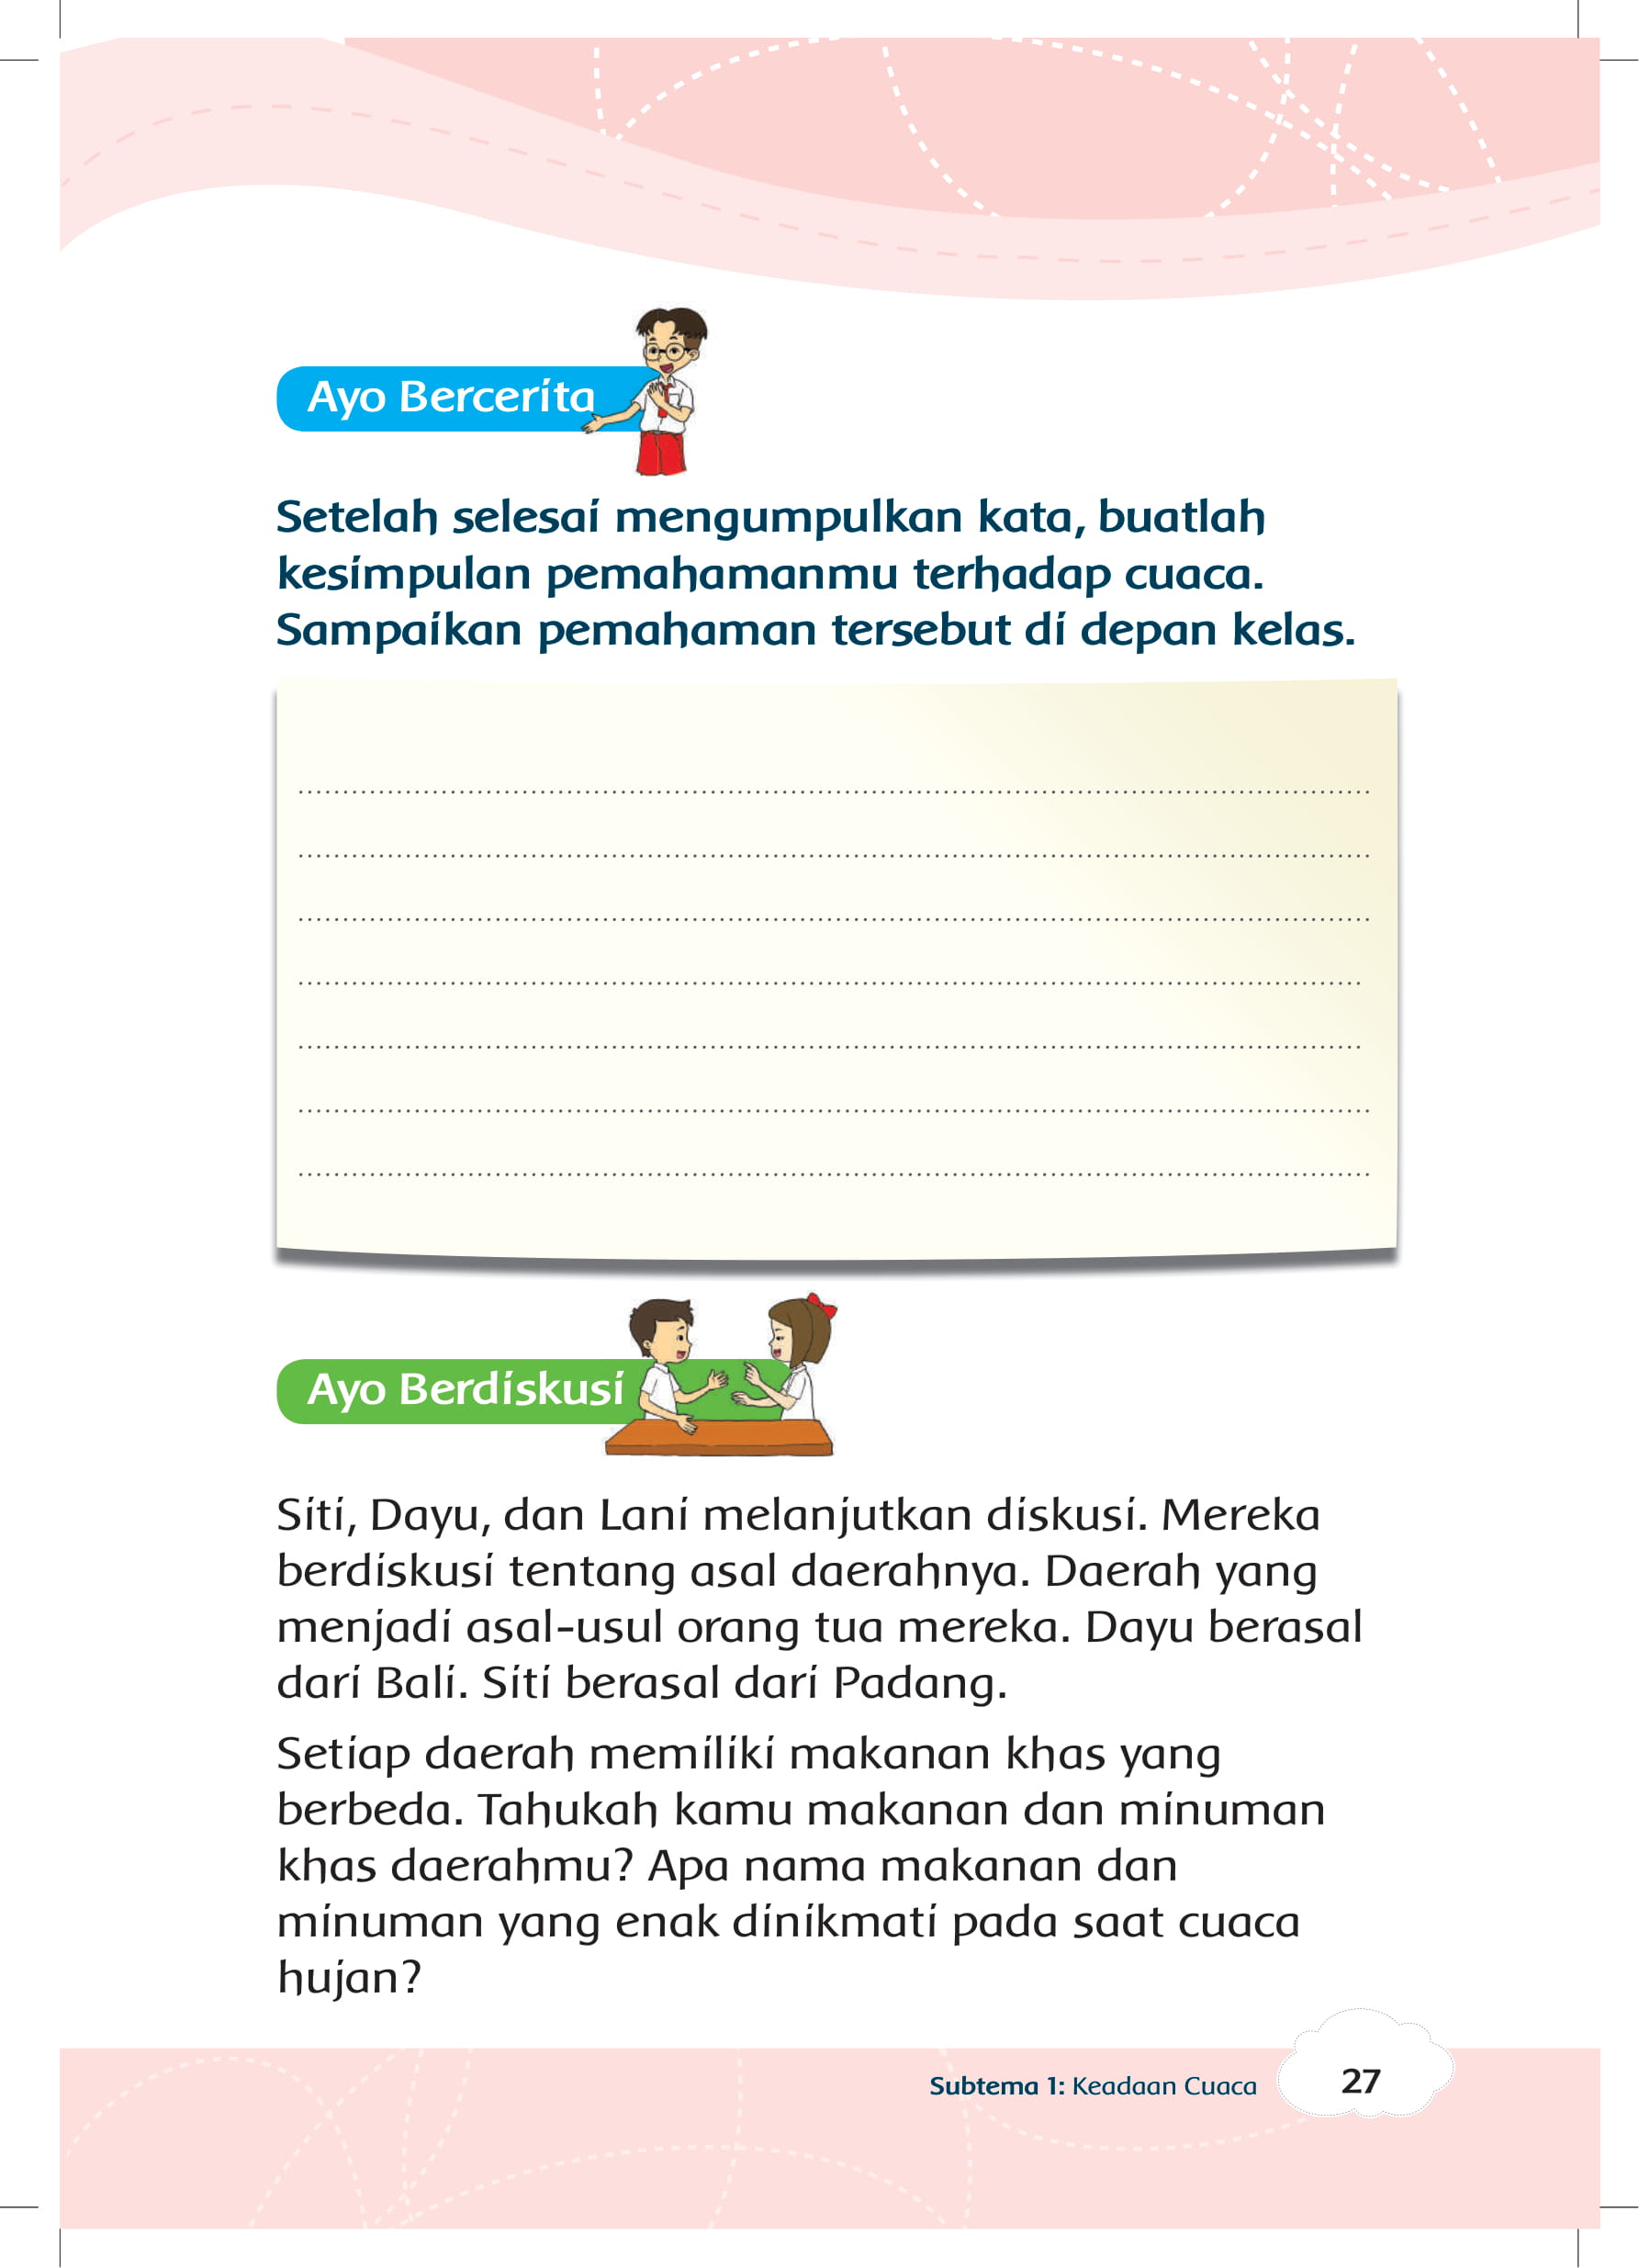 Ayo Bercerita
Setelah selesai mengumpulkan kata, buatlah
kesimpulan pemahamanmu terhadap cuaca.
Sampaikan pemahaman tersebut di depan kelas.
Ayo Berdiskusi
Siti, Dayu, dan Lani melanjutkan diskusi. Mereka
berdiskusi tentang asal daerahnya. Daerah yang
menjadi asal-usul orang tua mereka. Dayu berasal
dari Bali. Siti berasal dari Padang.
Setiap daerah memiliki makanan khas yang
berbeda. Tahukah kamu makanan dan minuman
khas daerahmu? Apa nama makanan dan
minuman yang enak dinikmati pada saat cuaca
hujan?
Subtema 1: Keadaan Cuaca
27